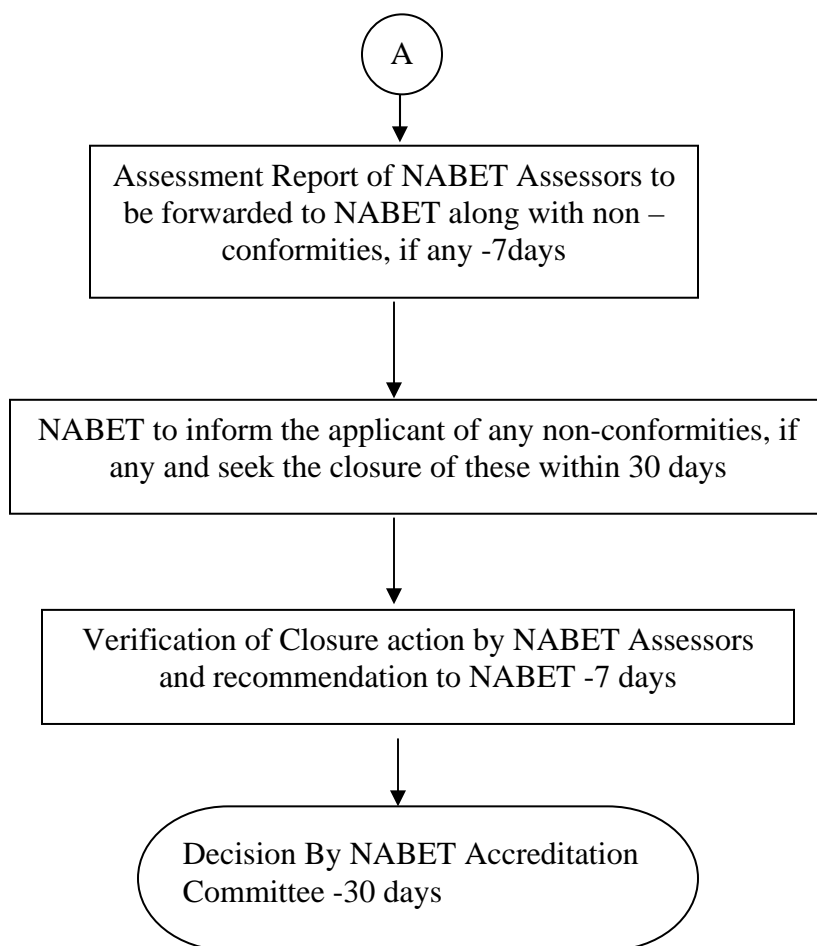 A
Assessment Report of NABET Assessors to
be forwarded to NABET along with non –
conformities, if any -7days
NABET to inform the applicant of any non-conformities, if
any and seek the closure of these within 30 days
Verification of Closure action by NABET Assessors
and recommendation to NABET -7 days
Decision By NABET Accreditation
Committee -30 days